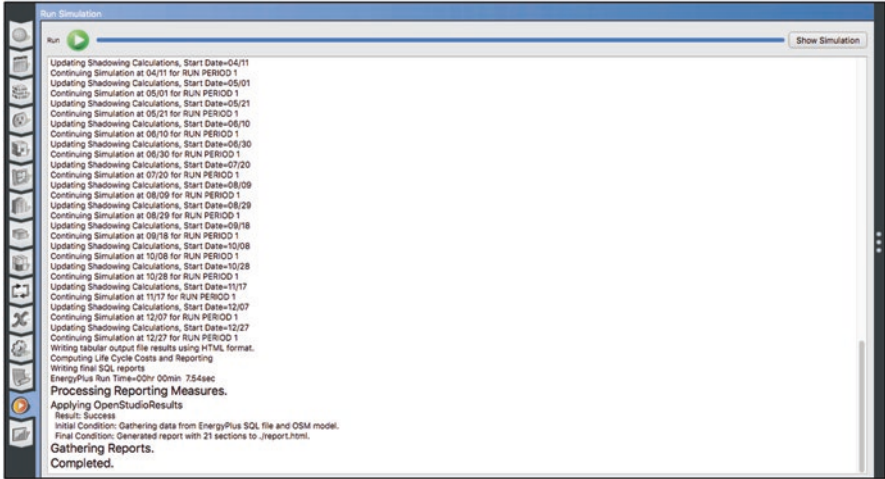 Run Simulation
Run
Show Simulation
Updating Shadowing Calculations, Start Date=04/11
Continuing Simulation at 04/11 for RUN PERIOD 1
Updating Shadowing Calculations, Start Date=05/01
Continuing Simulation at 05/01 for RUN PERIOD 1
Updating Shadowing Calculations, Start Date=05/21
Continuing Simulation at 05/21 for RUN PERIOD 1
Updating Shadowing Calculations, Start Date=06/10
Continuing Simulation at 06/10 for RUN PERIOD 1
Updating Shadowing Calculations, Start Date=06/30
Continuing Simulation at 06/30 for RUN PERIOD 1
Updating Shadowing Calculations, Start Date=07/20
Continuing Simulation at 07/20 for RUN PERIOD 1
Updating Shadowing Calculations, Start Date=08/09
Continuing Simulation at 08/09 for RUN PERIOD 1
Updating Shadowing Calculations, Start Date=08/29
Continuing Simulation at 08/29 for RUN PERIOD 1
Updating Shadowing Calculations, Start Date=09/18
Continuing Simulation at 09/18 for RUN PERIOD 1
Updating Shadowing Calculations, Start Date=10/08
Continuing Simulation at 10/08 for RUN PERIOD 1
Updating Shadowing Calculations, Start Date=10/28
Continuing Simulation at 10/28 for RUN PERIOD 1
Updating Shadowing Calculations, Start Date=11/17
Continuing Simulation at 11/17 for RUN PERIOD 1
Updating Shadowing Calculations, Start Date=12/07
Continuing Simulation at 12/07 for RUN PERIOD 1
Updating Shadowing Calculations, Start Date=12/27
Continuing Simulation at 12/27 for RUN PERIOD 1
Writing tabular output file results using HTML format.
Computing Life Cycle Costs and Reporting
Writing final SQL reports
EnergyPlus Run Time=00hr 00min 7.54sec
Processing Reporting Measures.
Applying OpenStudioResults
Result: Success
Initial Condition: Gathering data from EnergyPlus SQL file and OSM model.
Final Condition: Generated report with 21 sections to ./report.html.
Gathering Reports.
Completed.